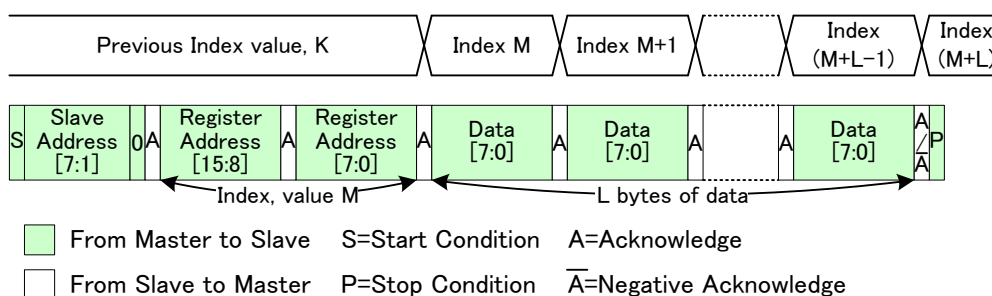 Previous Index value, K
Index M
Index M+1
Index
(M+L-1)
Index
(M+L)
S
Slave
Address
[7:1]
0
A
Register
Address
[15:8]
A
Register
Address
[7:0]
A
Data
[7:0]
A
Data
[7:0]
A
A
Data
[7:0]
A
/
A̅
P
Index, value M
L bytes of data
From Master to Slave S=Start Condition A=Acknowledge
From Slave to Master P=Stop Condition A̅=Negative Acknowledge